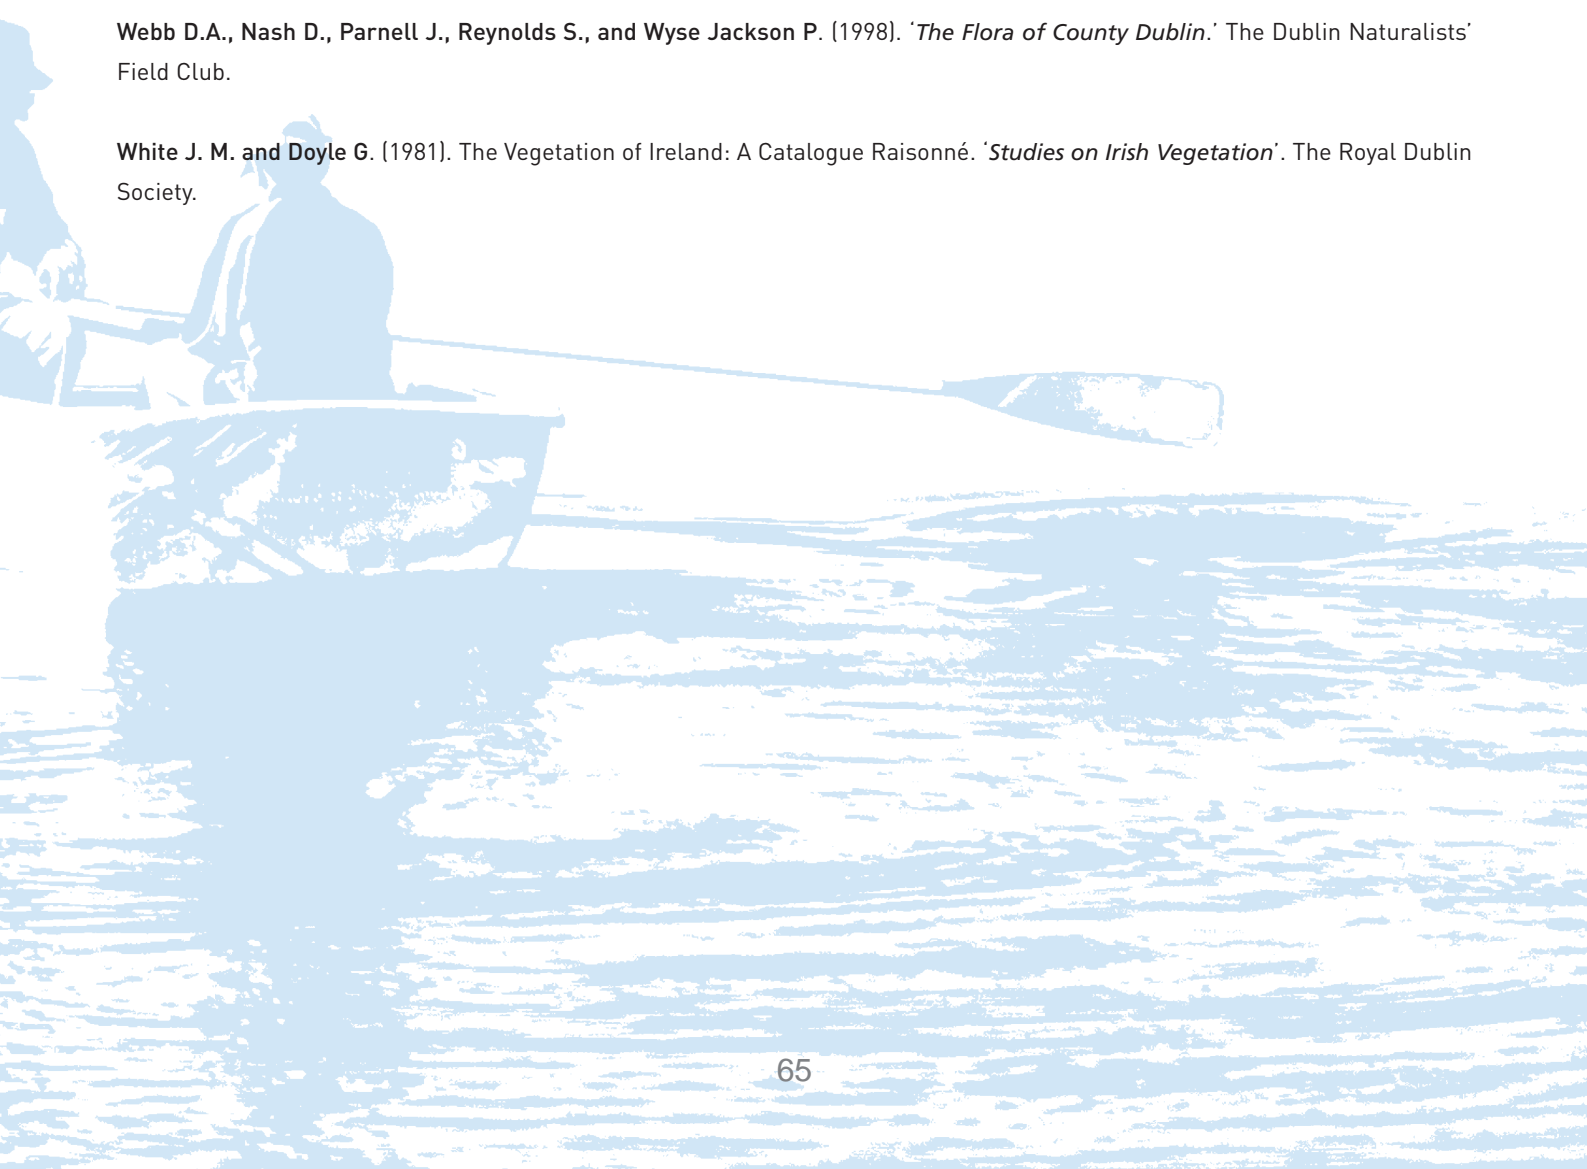 Webb D.A., Nash D., Parnell J., Reynolds S., and Wyse Jackson P. (1998). ‘The Flora of County Dublin.’ The Dublin Naturalists’
Field Club.
White J. M. and Doyle G. (1981). The Vegetation of Ireland: A Catalogue Raisonné. ‘Studies on Irish Vegetation’. The Royal Dublin
Society.
65